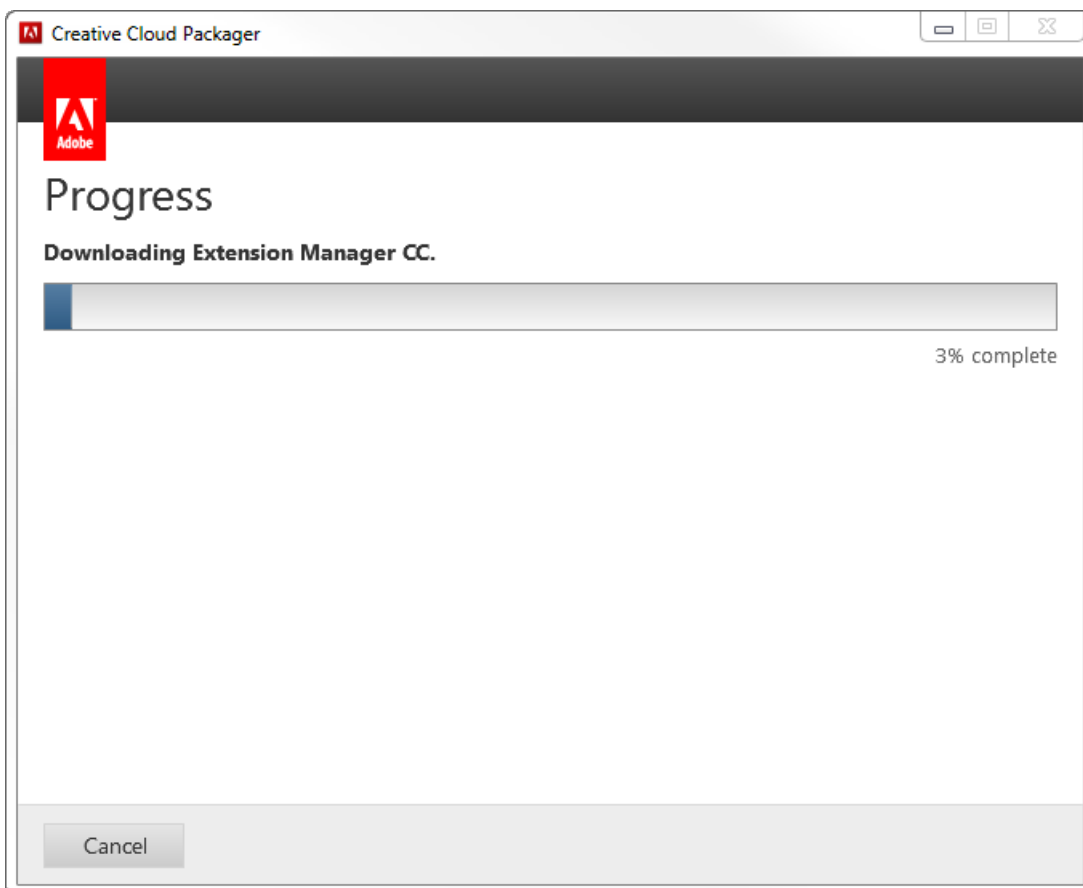 Creative Cloud Packager
Adobe
Progress
Downloading Extension Manager CC.
3% complete
Cancel